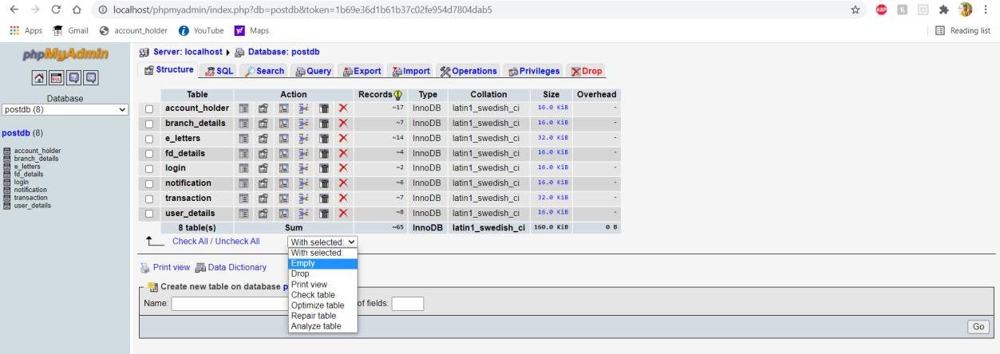 localhost/phpmyadmin/index.php?db=postdb&token=1b69e36d1b61b37c02fe954d7804dab5
ABP
Apps Gmail account_holder YouTube Maps Reading list
phpMyAdmin
SQL
Database
postdb (8)
postdb (8)
account_holder
branch_details
e_letters
fd_details
login
notification
transaction
user_details
Server: localhost Database: postdb
Structure SQL Search Query Export Import Operations Privileges Drop
Table Action Records Type Collation Size Overhead
account_holder ~17 InnoDB latin1_swedish_ci 16.0 KiB -
branch_details ~7 InnoDB latin1_swedish_ci 16.0 KiB -
e_letters ~14 InnoDB latin1_swedish_ci 32.0 KiB -
fd_details ~4 InnoDB latin1_swedish_ci 16.0 KiB -
login ~2 InnoDB latin1_swedish_ci 16.0 KiB -
notification ~6 InnoDB latin1_swedish_ci 16.0 KiB -
transaction ~7 InnoDB latin1_swedish_ci 32.0 KiB -
user_details ~8 InnoDB latin1_swedish_ci 16.0 KiB -
8 table(s) Sum ~65 InnoDB latin1_swedish_ci 160.0 KiB 0 B
Check All / Uncheck All With selected:
With selected:
Empty
Drop
Print view
Check table
Optimize table
Repair table
Analyze table
Print view Data Dictionary
Create new table on database p
Name: of fields:
Go